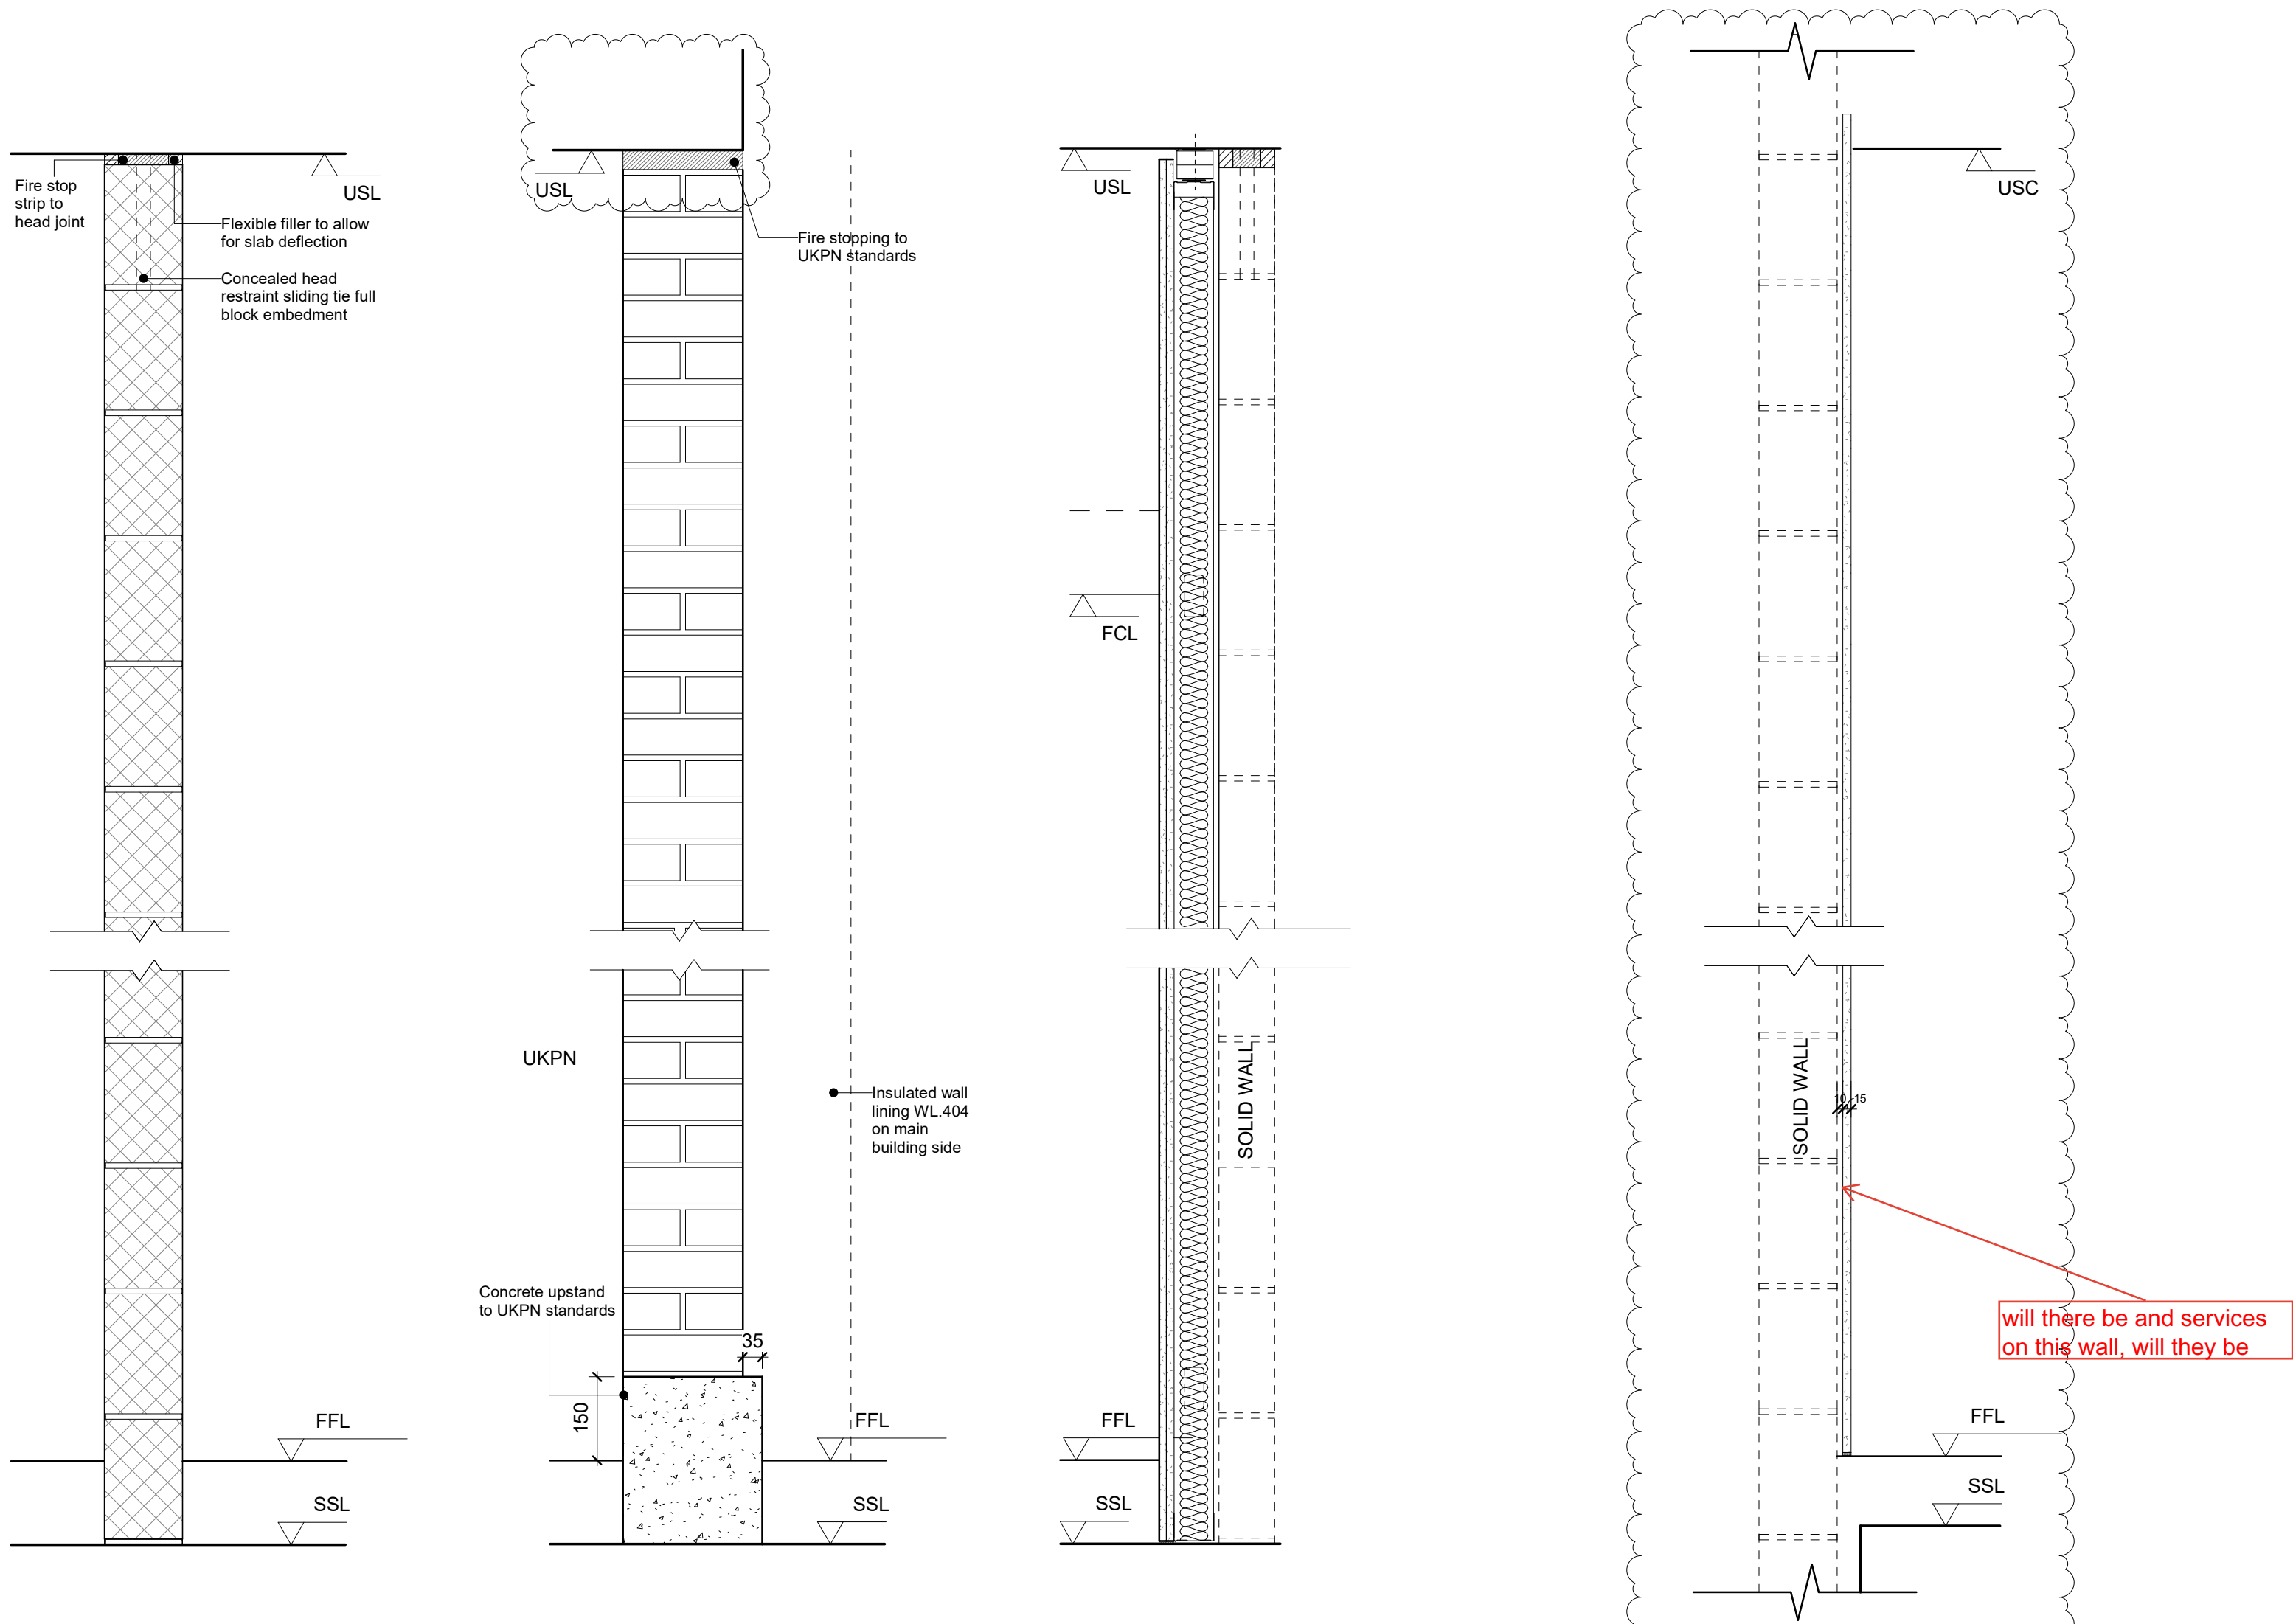 Fire stop
strip to
head joint
USL
Flexible filler to allow
for slab deflection
Concealed head
restraint sliding tie full
block embedment
FFL
SSL
USL
Fire stopping to
UKPN standards
UKPN
Insulated wall
lining WL.404
on main
building side
Concrete upstand
to UKPN standards
35
150
FFL
SSL
USL
FCL
SOLID WALL
FFL
SSL
USC
SOLID WALL
10
15
will there be and services
on this wall, will they be
FFL
SSL